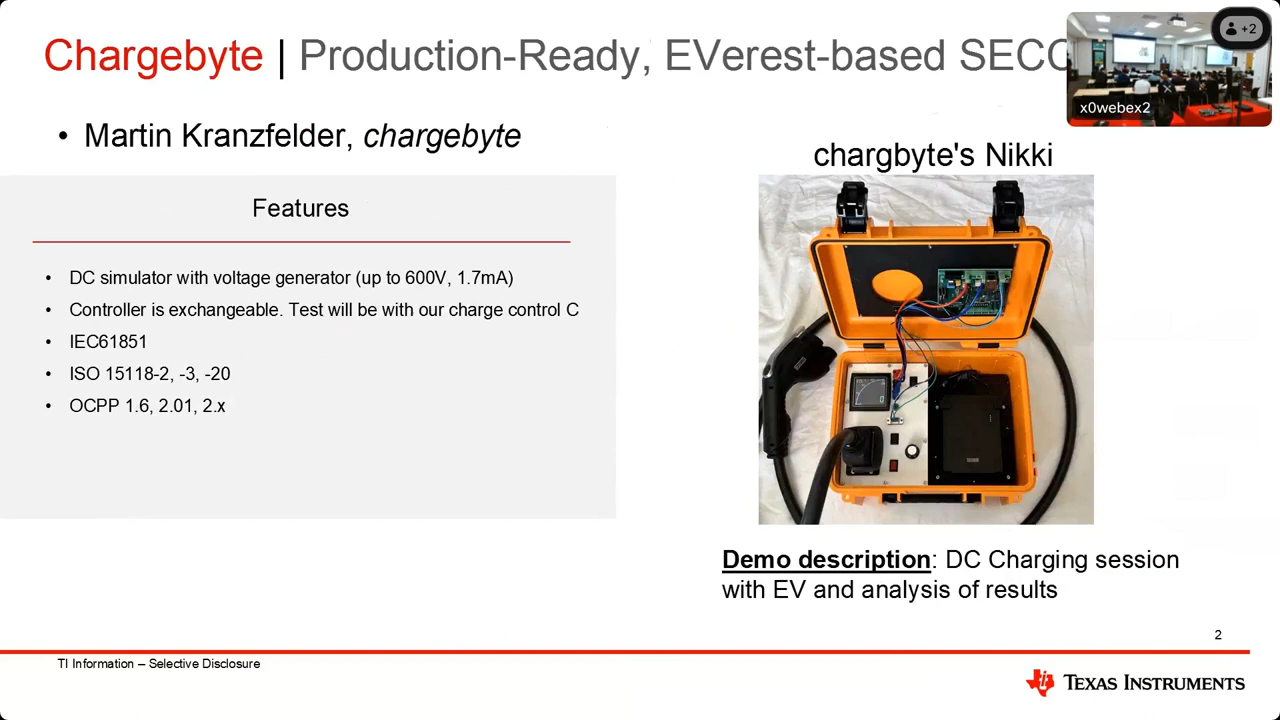 Chargebyte | Production-Ready, EVerest-based SECC
+2
x0webex2
• Martin Kranzfelder, chargebyte
chargbyte's Nikki
Features
• DC simulator with voltage generator (up to 600V, 1.7mA)
• Controller is exchangeable. Test will be with our charge control C
• IEC61851
• ISO 15118-2, -3, -20
• OCPP 1.6, 2.01, 2.x
Demo description: DC Charging session
with EV and analysis of results
2
TI Information – Selective Disclosure
TEXAS INSTRUMENTS